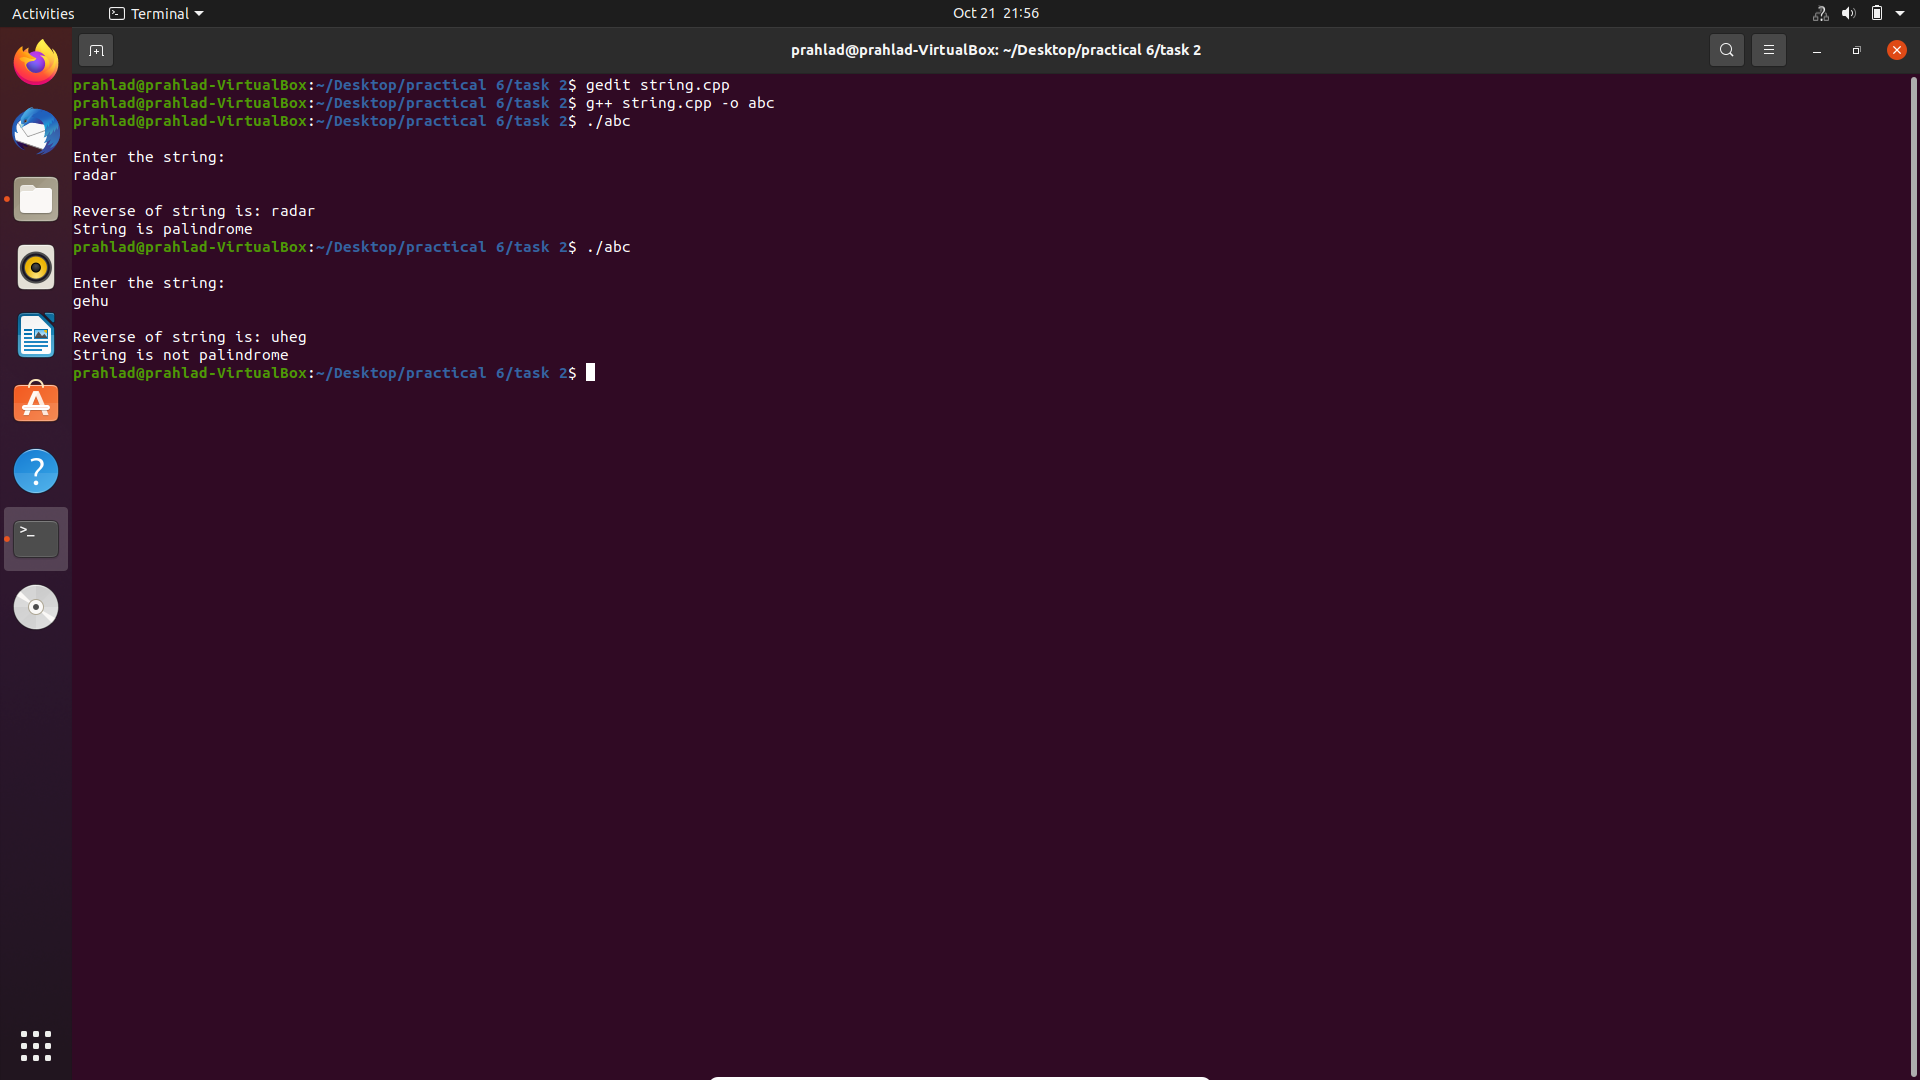 Activities
Terminal
Oct 21 21:56
prahlad@prahlad-VirtualBox: ~/Desktop/practical 6/task 2
prahlad@prahlad-VirtualBox:~/Desktop/practical 6/task 2$ gedit string.cpp
prahlad@prahlad-VirtualBox:~/Desktop/practical 6/task 2$ g++ string.cpp -o abc
prahlad@prahlad-VirtualBox:~/Desktop/practical 6/task 2$ ./abc
Enter the string:
radar
Reverse of string is: radar
String is palindrome
prahlad@prahlad-VirtualBox:~/Desktop/practical 6/task 2$ ./abc
Enter the string:
gehu
Reverse of string is: uheg
String is not palindrome
prahlad@prahlad-VirtualBox:~/Desktop/practical 6/task 2$